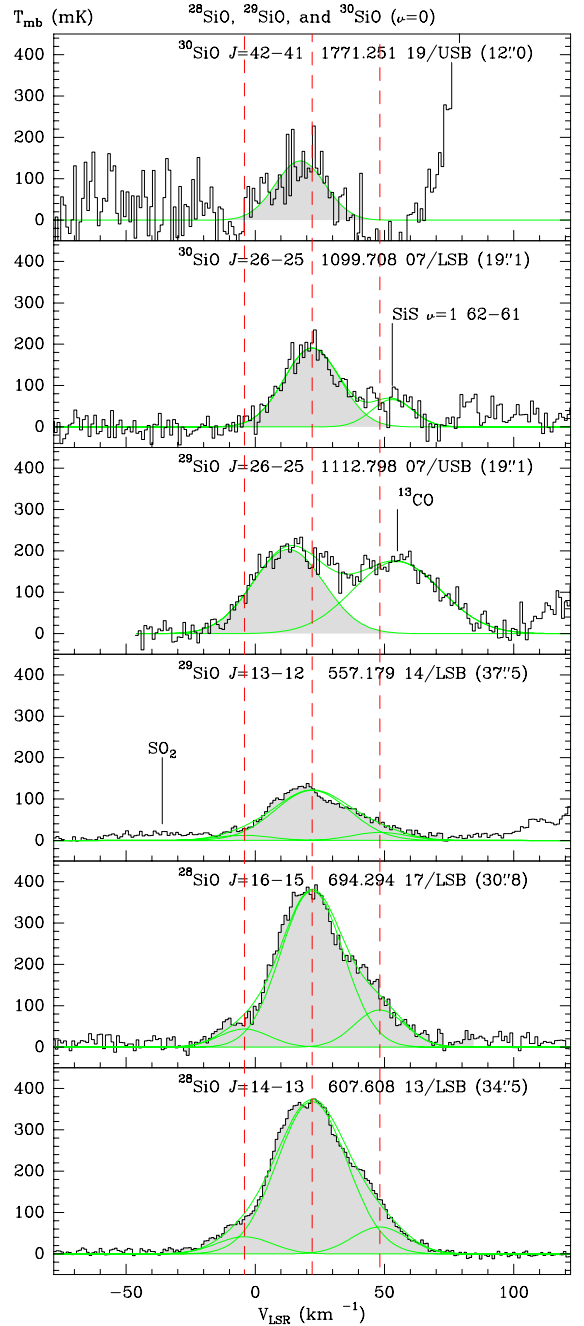 T_mb (mK) ²⁸SiO, ²⁹SiO, and ³⁰SiO (υ=0)
³⁰SiO J=42−41 1771.251 19/USB (12."0)
400
300
200
100
0
³⁰SiO J=26−25 1099.708 07/LSB (19."1)
SiS υ=1 62−61
400
300
200
100
0
²⁹SiO J=26−25 1112.798 07/USB (19."1)
¹³CO
400
300
200
100
0
²⁹SiO J=13−12 557.179 14/LSB (37."5)
SO₂
400
300
200
100
0
²⁸SiO J=16−15 694.294 17/LSB (30."8)
400
300
200
100
0
²⁸SiO J=14−13 607.608 13/LSB (34."5)
400
300
200
100
0
−50 0 50 100
V_LSR (km ⁻¹)